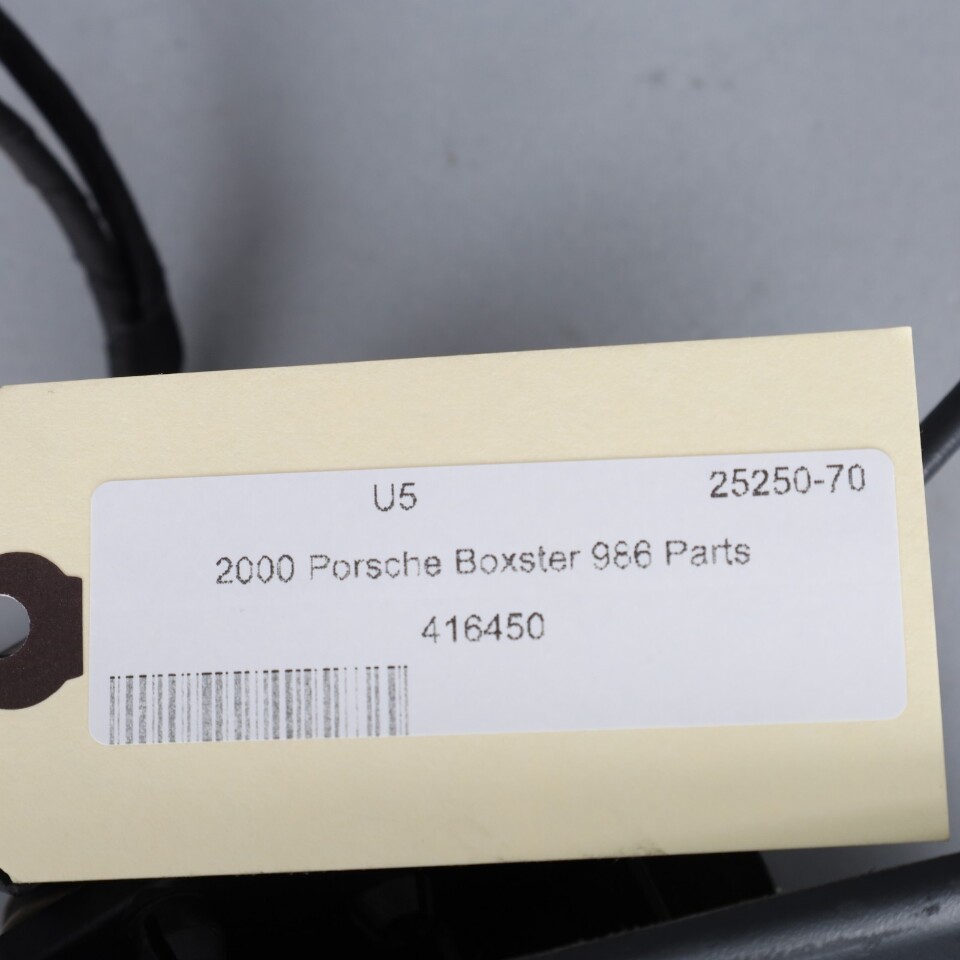 U5 25250-70
2000 Porsche Boxster 986 Parts
416450